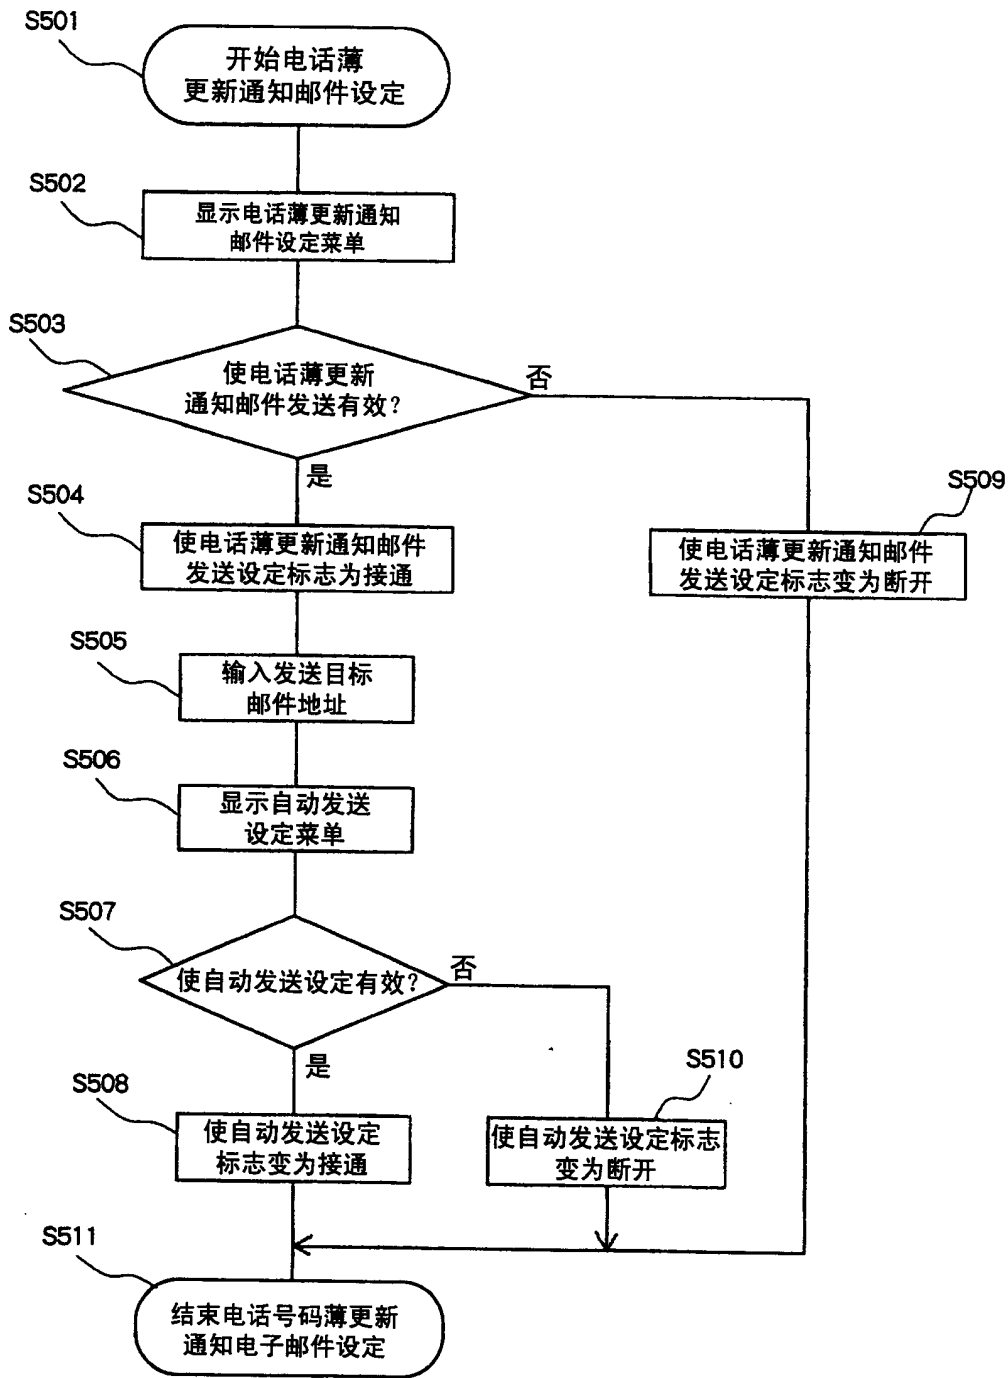 S501
开始电话薄
更新通知邮件设定
S502
显示电话薄更新通知
邮件设定菜单
S503
使电话薄更新
通知邮件发送有效?
否
是
S504
使电话薄更新通知邮件
发送设定标志为接通
S509
使电话薄更新通知邮件
发送设定标志变为断开
S505
输入发送目标
邮件地址
S506
显示自动发送
设定菜单
S507
使自动发送设定有效?
否
是
S508
使自动发送设定
标志变为接通
S510
使自动发送设定标志
变为断开
S511
结束电话号码薄更新
通知电子邮件设定